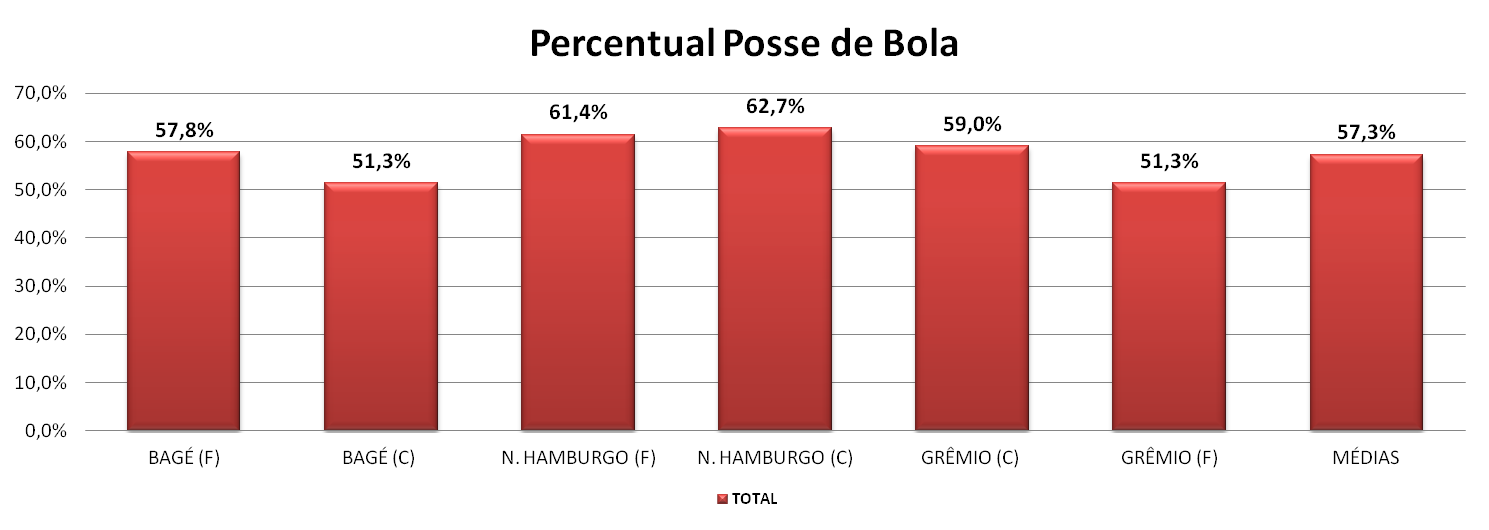 Percentual Posse de Bola
70,0%
60,0%
50,0%
40,0%
30,0%
20,0%
10,0%
0,0%
57,8%
51,3%
61,4%
62,7%
59,0%
51,3%
57,3%
BAGÉ (F)
BAGÉ (C)
N. HAMBURGO (F)
N. HAMBURGO (C)
GRÊMIO (C)
GRÊMIO (F)
MÉDIAS
TOTAL